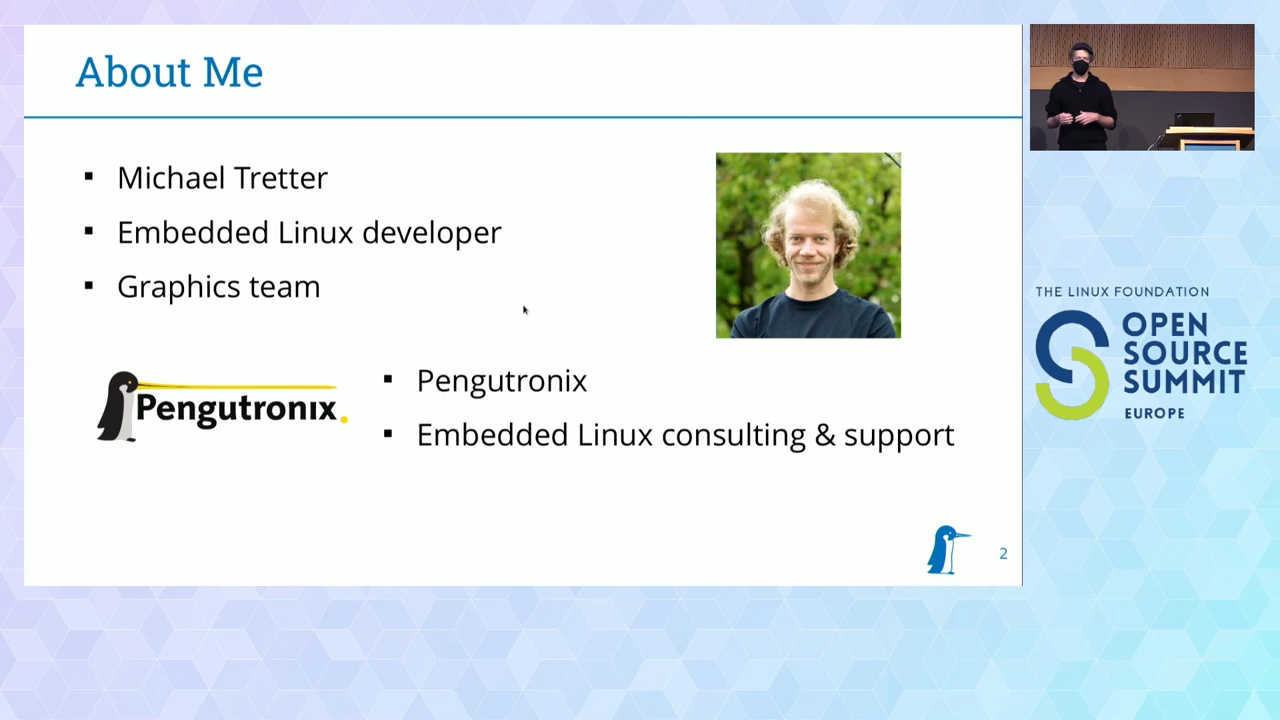 About Me
Michael Tretter
Embedded Linux developer
Graphics team
Pengutronix.
Pengutronix
Embedded Linux consulting & support
2
THE LINUX FOUNDATION
OPEN
SOURCE
SUMMIT
EUROPE